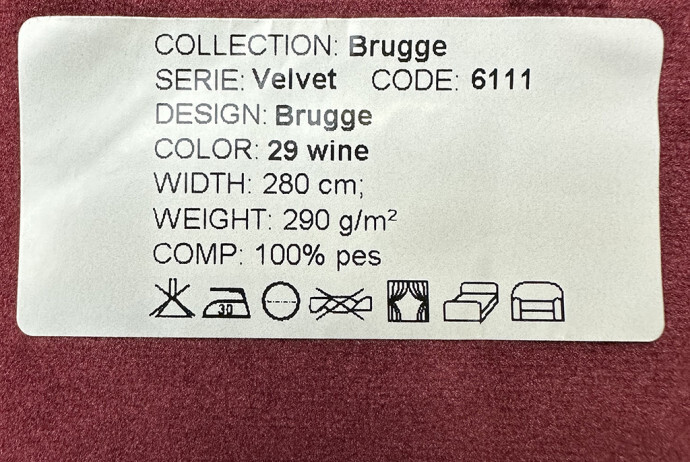 COLLECTION: Brugge
SERIE: Velvet CODE: 6111
DESIGN: Brugge
COLOR: 29 wine
WIDTH: 280 cm;
WEIGHT: 290 g/m²
COMP: 100% pes
30